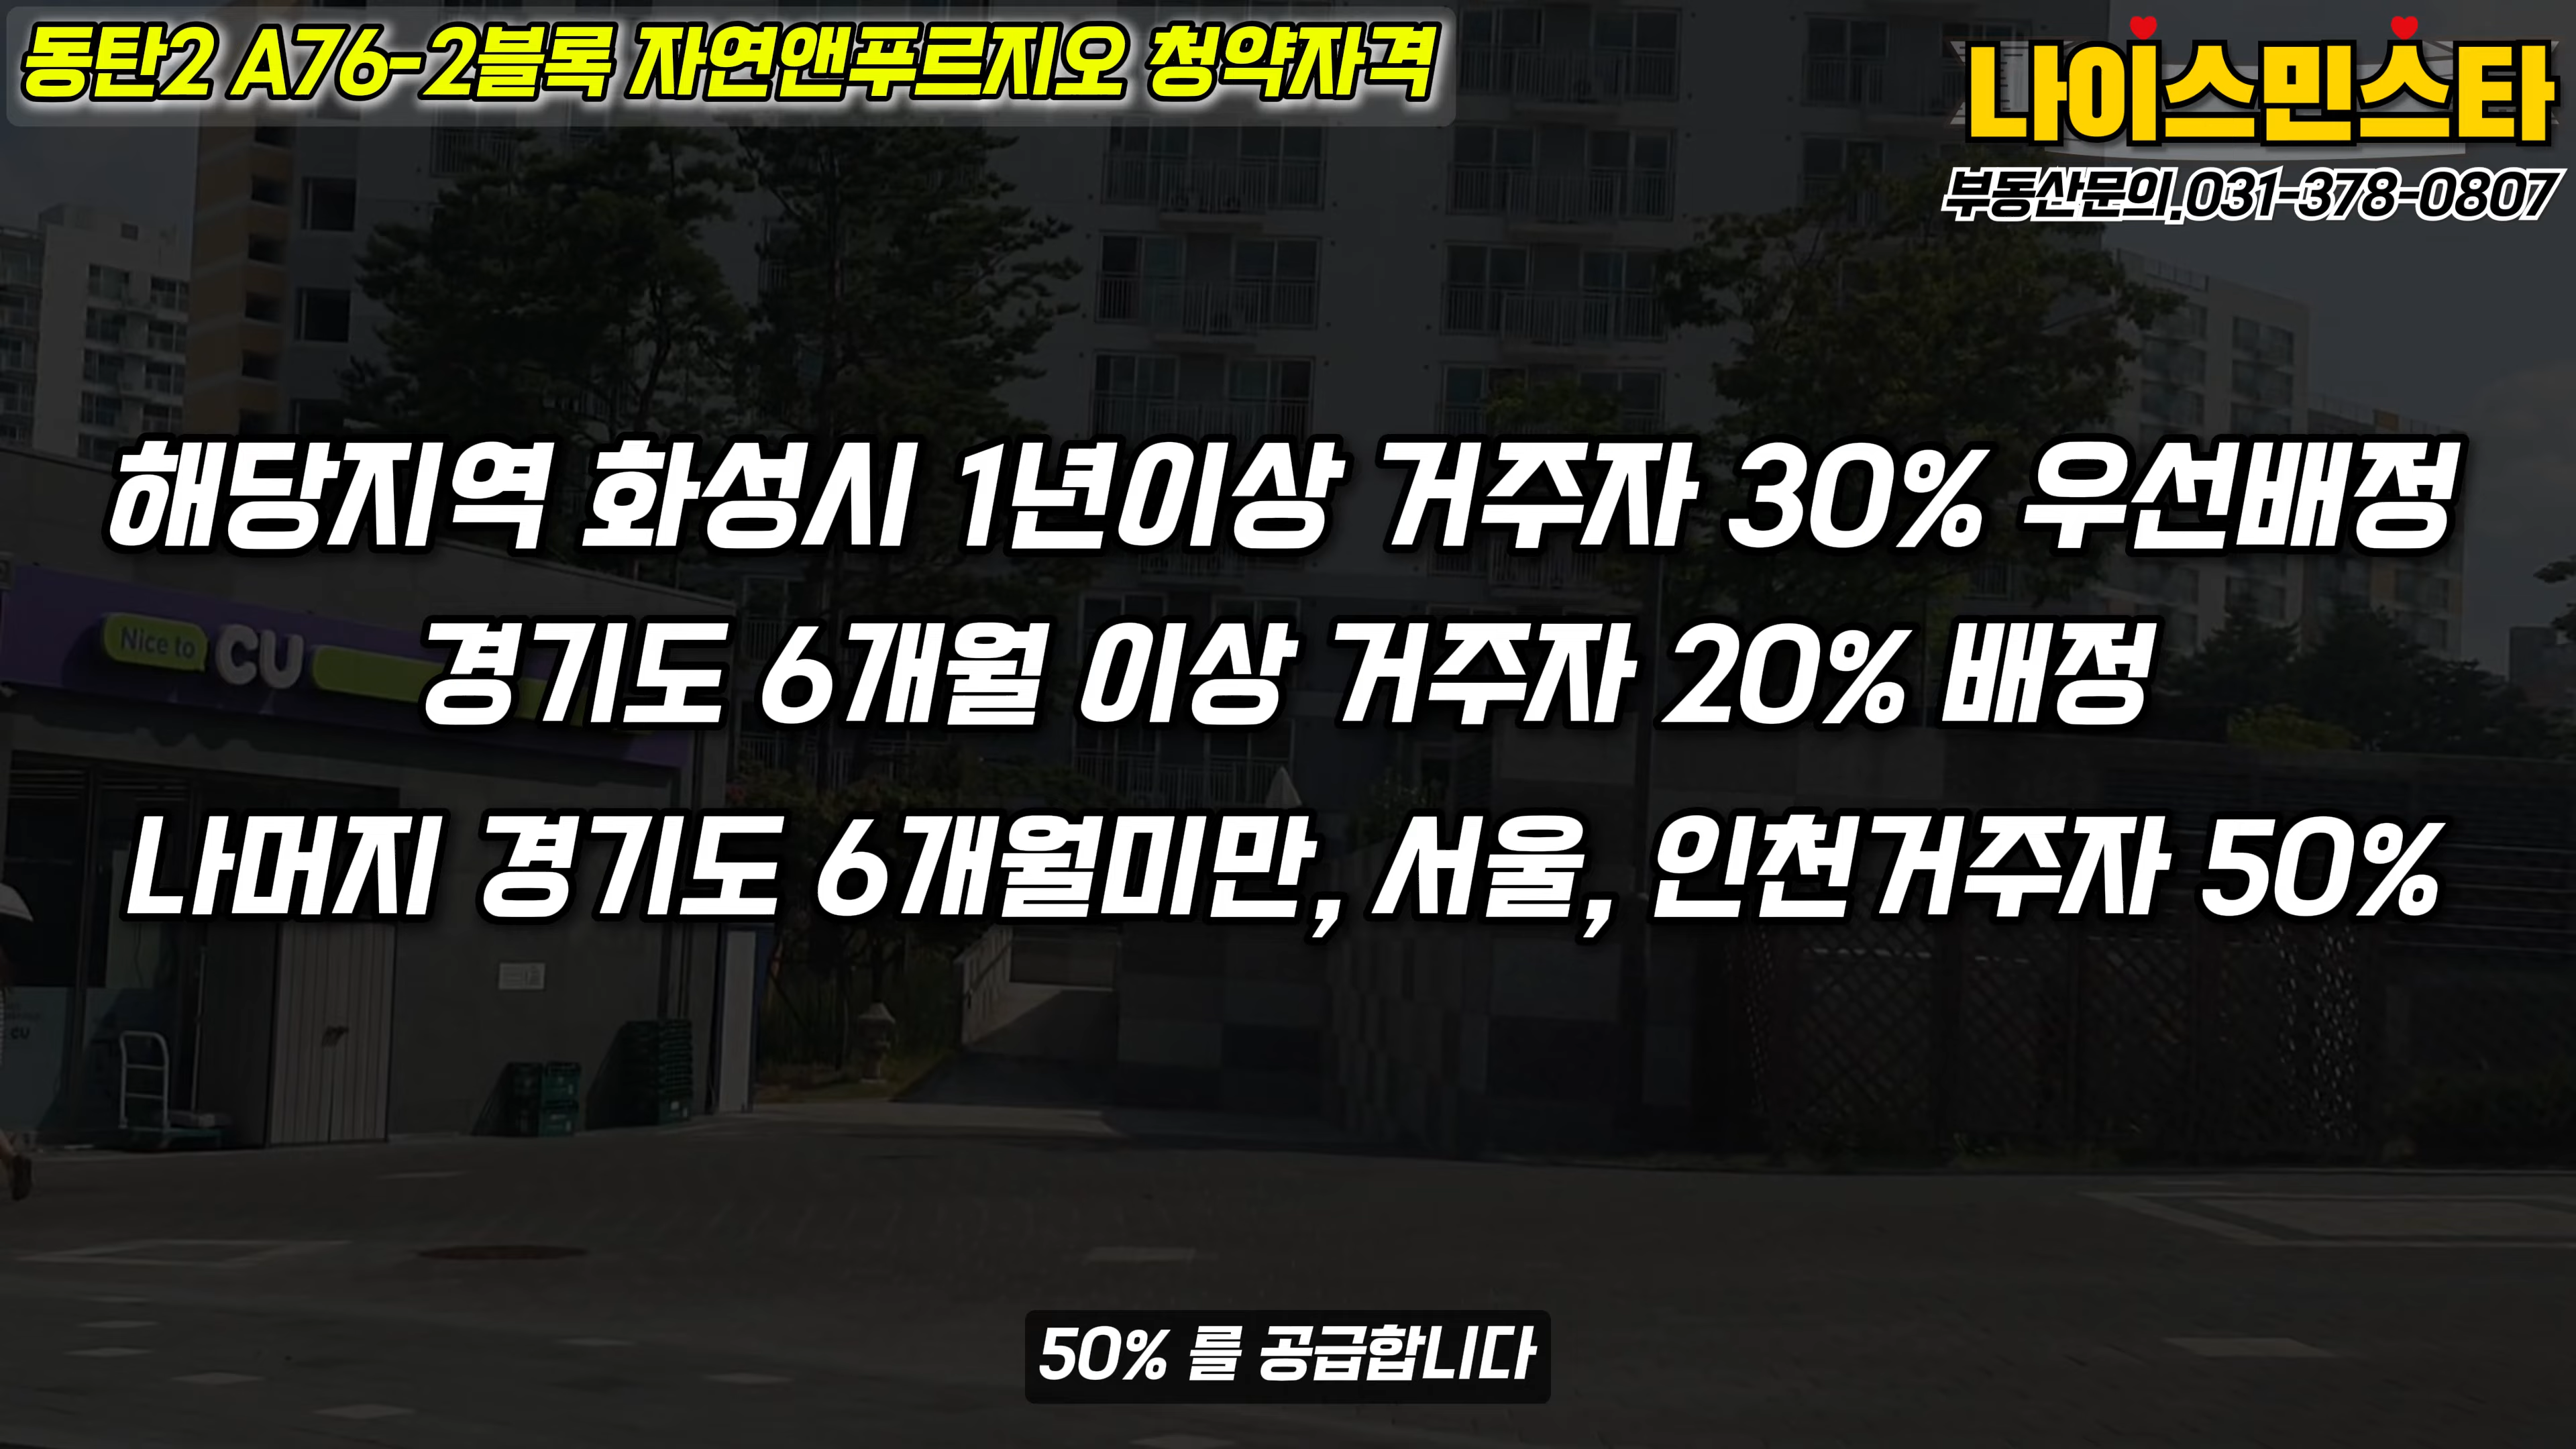 동탄2 A76-2블록 자연앤푸르지오 청약자격
나이스민스타
부동산문의.031-378-0807
해당지역 화성시 1년이상 거주자 30% 우선배정
Nice to CU
경기도 6개월 이상 거주자 20% 배정
나머지 경기도 6개월미만, 서울, 인천거주자 50%
CU
50% 를 공급합니다